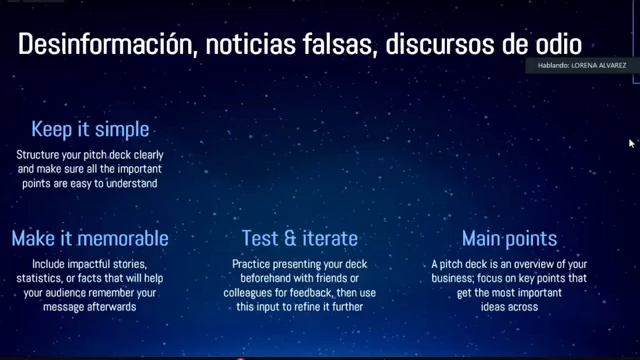 Desinformación, noticias falsas, discursos de odio
Hablando: LORENA ALVAREZ
Keep it simple
Structure your pitch deck clearly
and make sure all the important
points are easy to understand
Make it memorable
Include impactful stories,
statistics, or facts that will help
your audience remember your
message afterwards
Test & iterate
Practice presenting your deck
beforehand with friends or
colleagues for feedback, then use
this input to refine it further
Main points
A pitch deck is an overview of your
business; focus on key points that
get the most important
ideas across